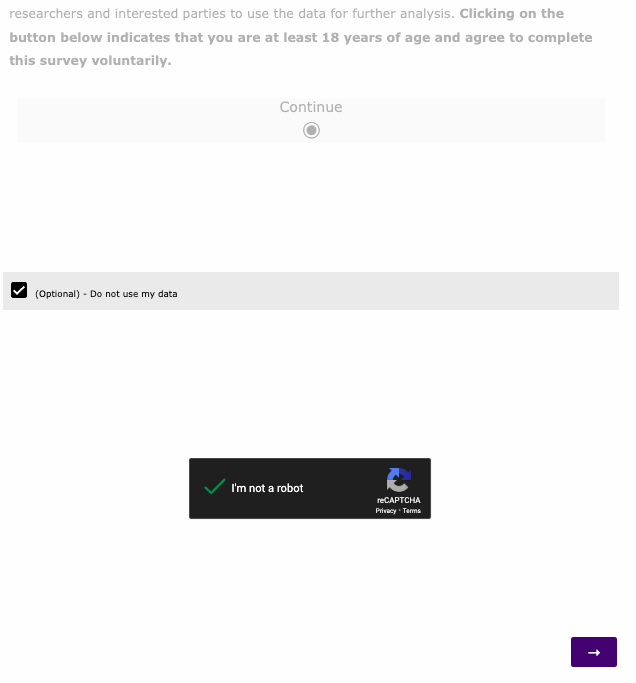 researchers and interested parties to use the data for further analysis. Clicking on the
button below indicates that you are at least 18 years of age and agree to complete
this survey voluntarily.
Continue
(Optional) - Do not use my data
I'm not a robot
reCAPTCHA
Privacy - Terms